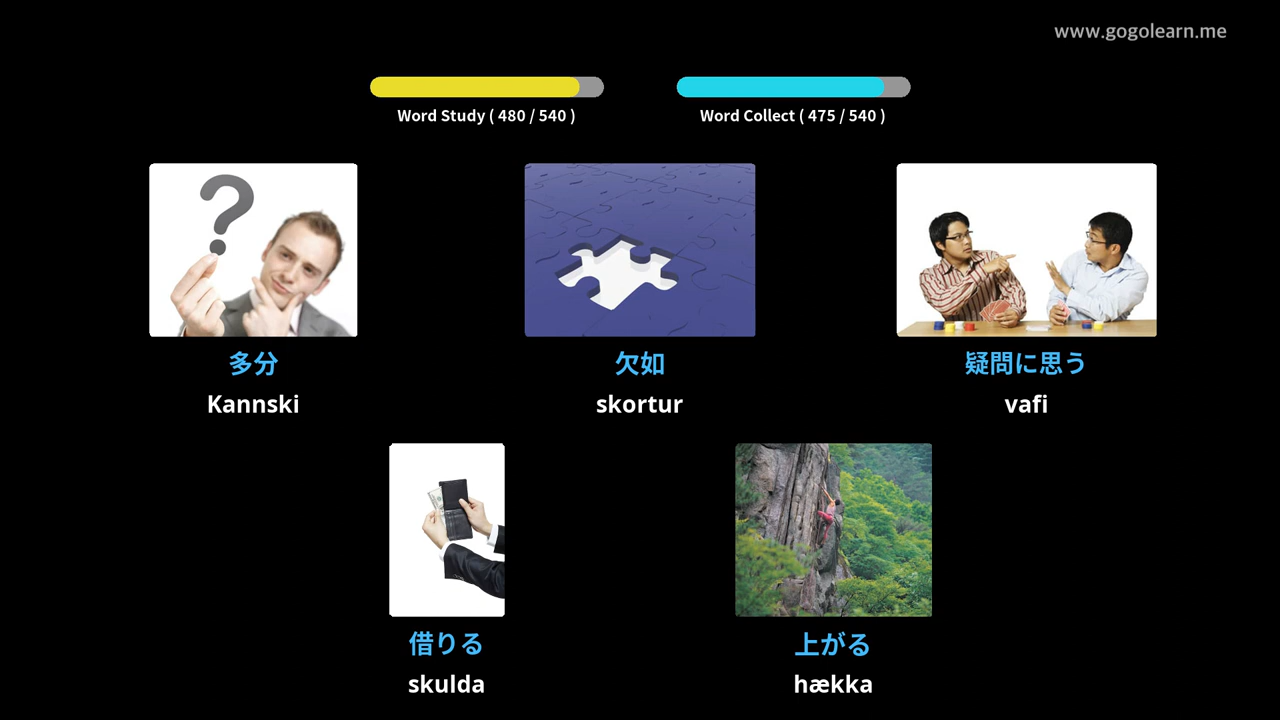 www.gogolearn.me
Word Study ( 480 / 540 )
Word Collect ( 475 / 540 )
多分
欠如
疑問に思う
Kannski
skortur
vafi
借りる
上がる
skulda
hækka